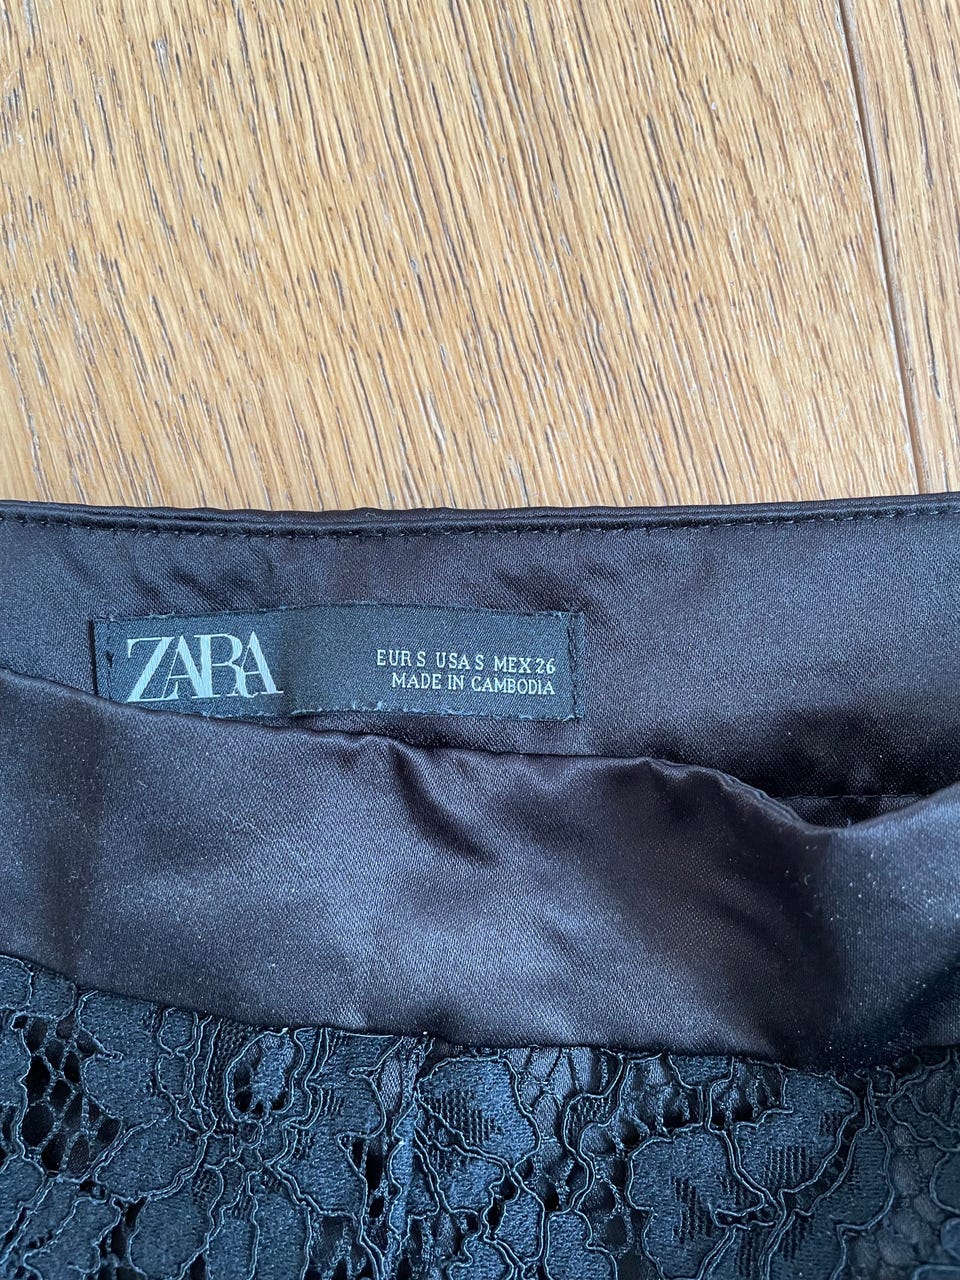 ZARA
EUR S USA S MEX 26
MADE IN CAMBODIA